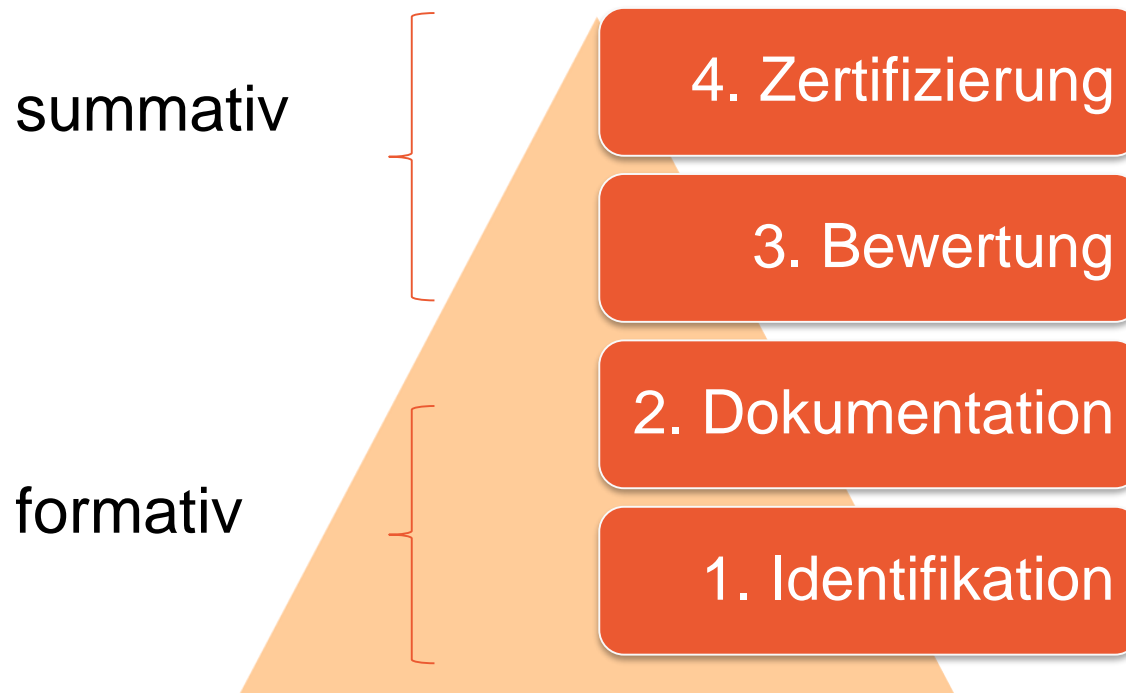 summativ
4. Zertifizierung
3. Bewertung
2. Dokumentation
formativ
1. Identifikation